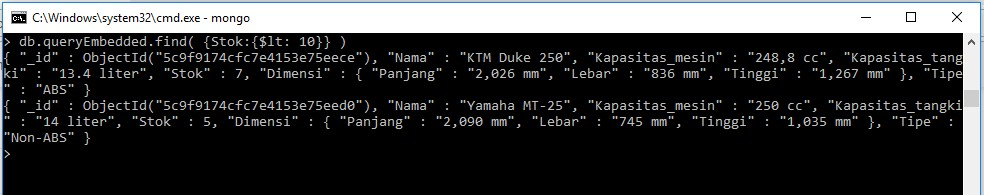 C:\Windows\system32\cmd.exe - mongo
> db.queryEmbedded.find( {Stok:{$lt: 10}} )
{ "_id" : ObjectId("5c9f9174cfc7e4153e75eece"), "Nama" : "KTM Duke 250", "Kapasitas_mesin" : "248,8 cc", "Kapasitas_tang
ki" : "13.4 liter", "Stok" : 7, "Dimensi" : { "Panjang" : "2,026 mm", "Lebar" : "836 mm", "Tinggi" : "1,267 mm" }, "Tipe
" : "ABS" }
{ "_id" : ObjectId("5c9f9174cfc7e4153e75eed0"), "Nama" : "Yamaha MT-25", "Kapasitas_mesin" : "250 cc", "Kapasitas_tangki
" : "14 liter", "Stok" : 5, "Dimensi" : { "Panjang" : "2,090 mm", "Lebar" : "745 mm", "Tinggi" : "1,035 mm" }, "Tipe" :
"Non-ABS" }
>